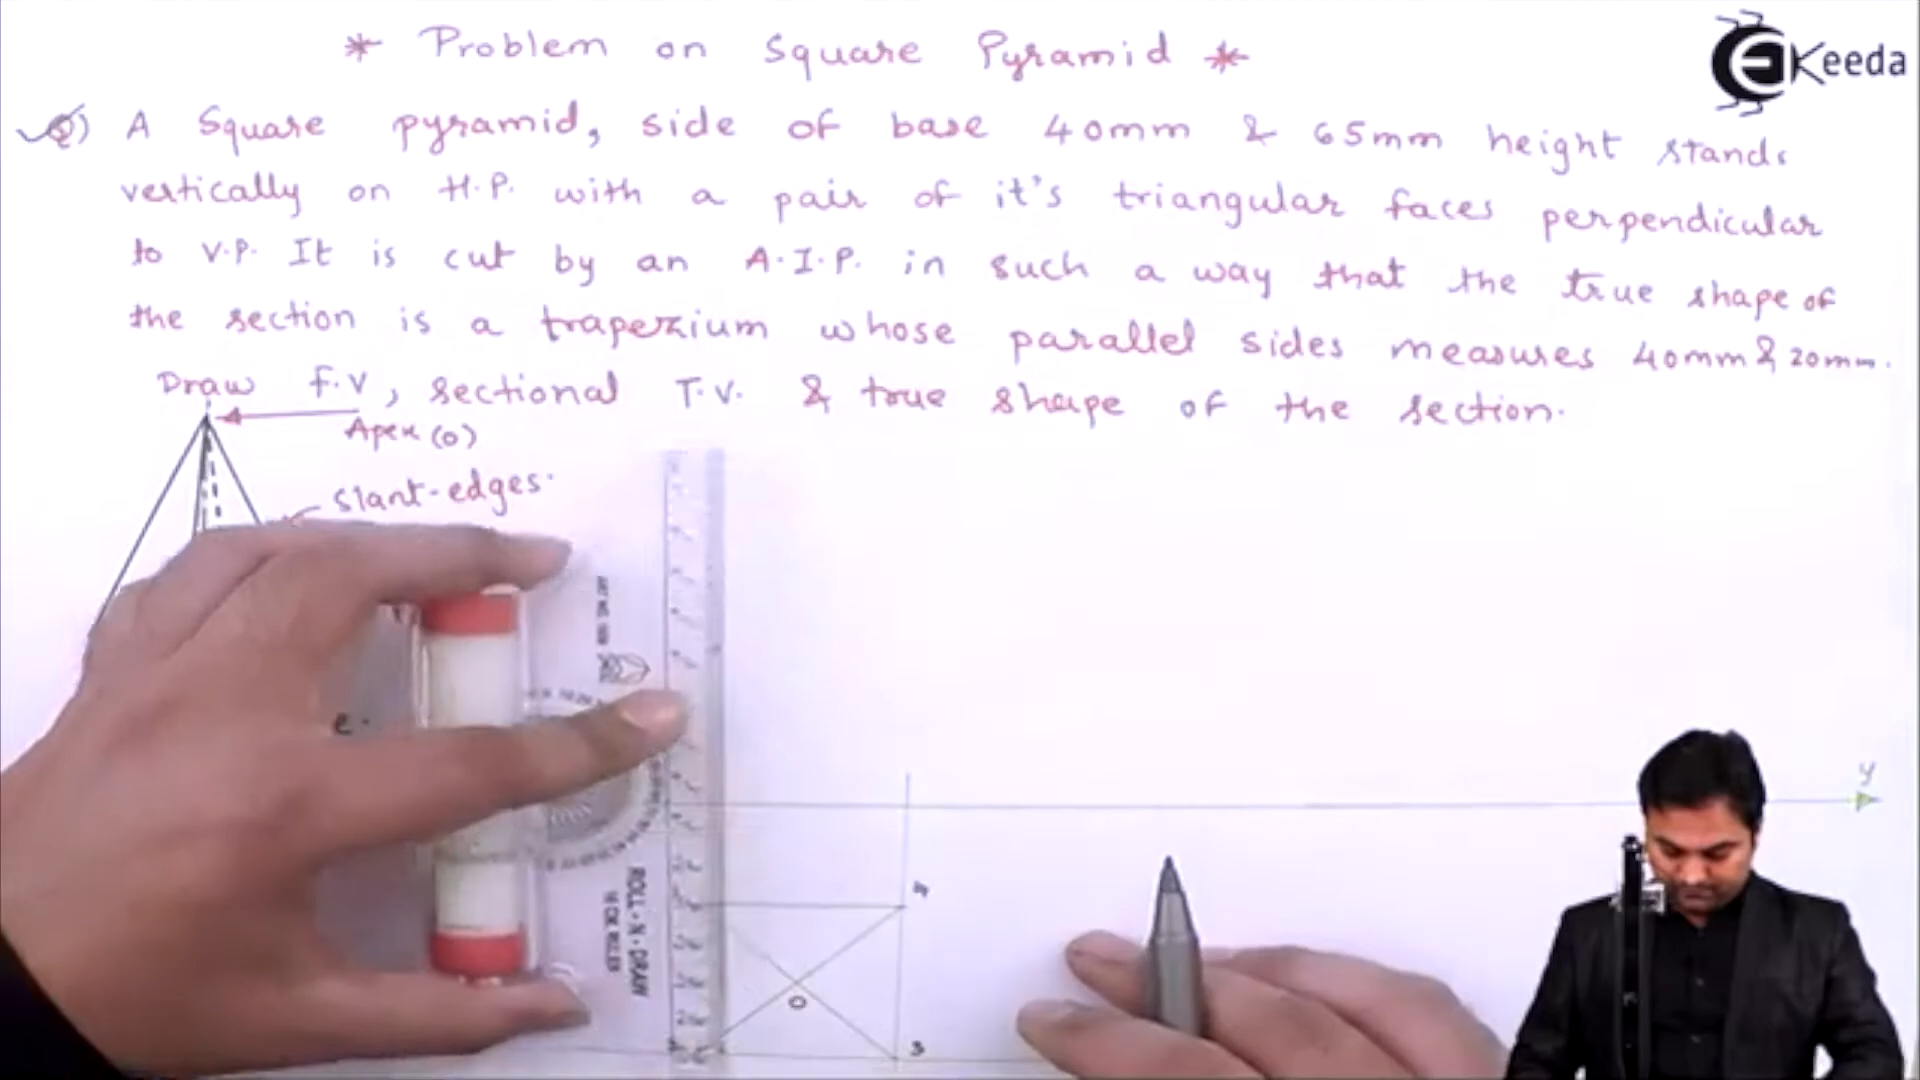 * Problem on Square Pyramid *
Keeda
Q) A Square pyramid, side of base 40mm & 65mm height stands
vertically on H.P. with a pair of it's triangular faces perpendicular
to V.P. It is cut by an A.I.P. in such a way that the true shape of
the section is a trapezium whose parallel sides measures 40mm & 20mm.
Draw F.V, sectional T.V. & true shape of the section.
Apex (o)
slant-edges.
c.
ROLL-N-DRAW
y
o
3